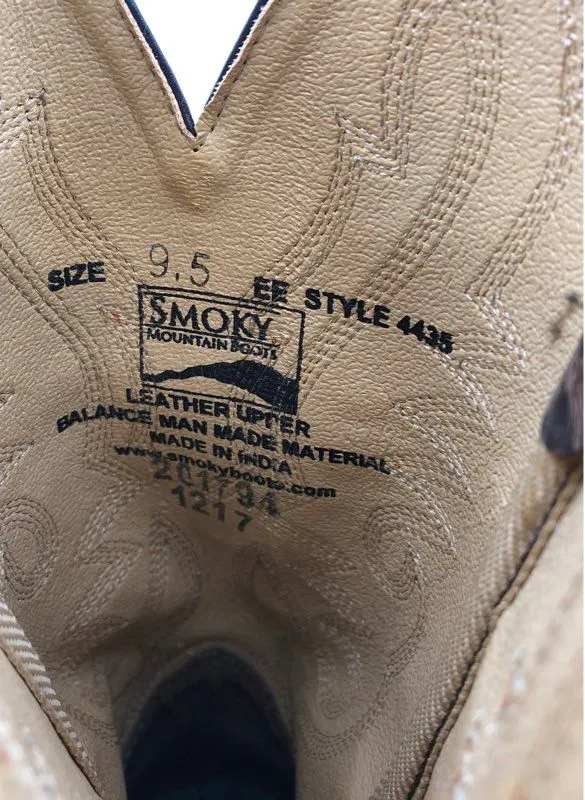 SIZE 9.5 EE STYLE 4435
SMOKY
MOUNTAIN BOOTS
LEATHER UPPER
BALANCE MAN MADE MATERIAL
MADE IN INDIA
www.smokyboots.com
201794
1217